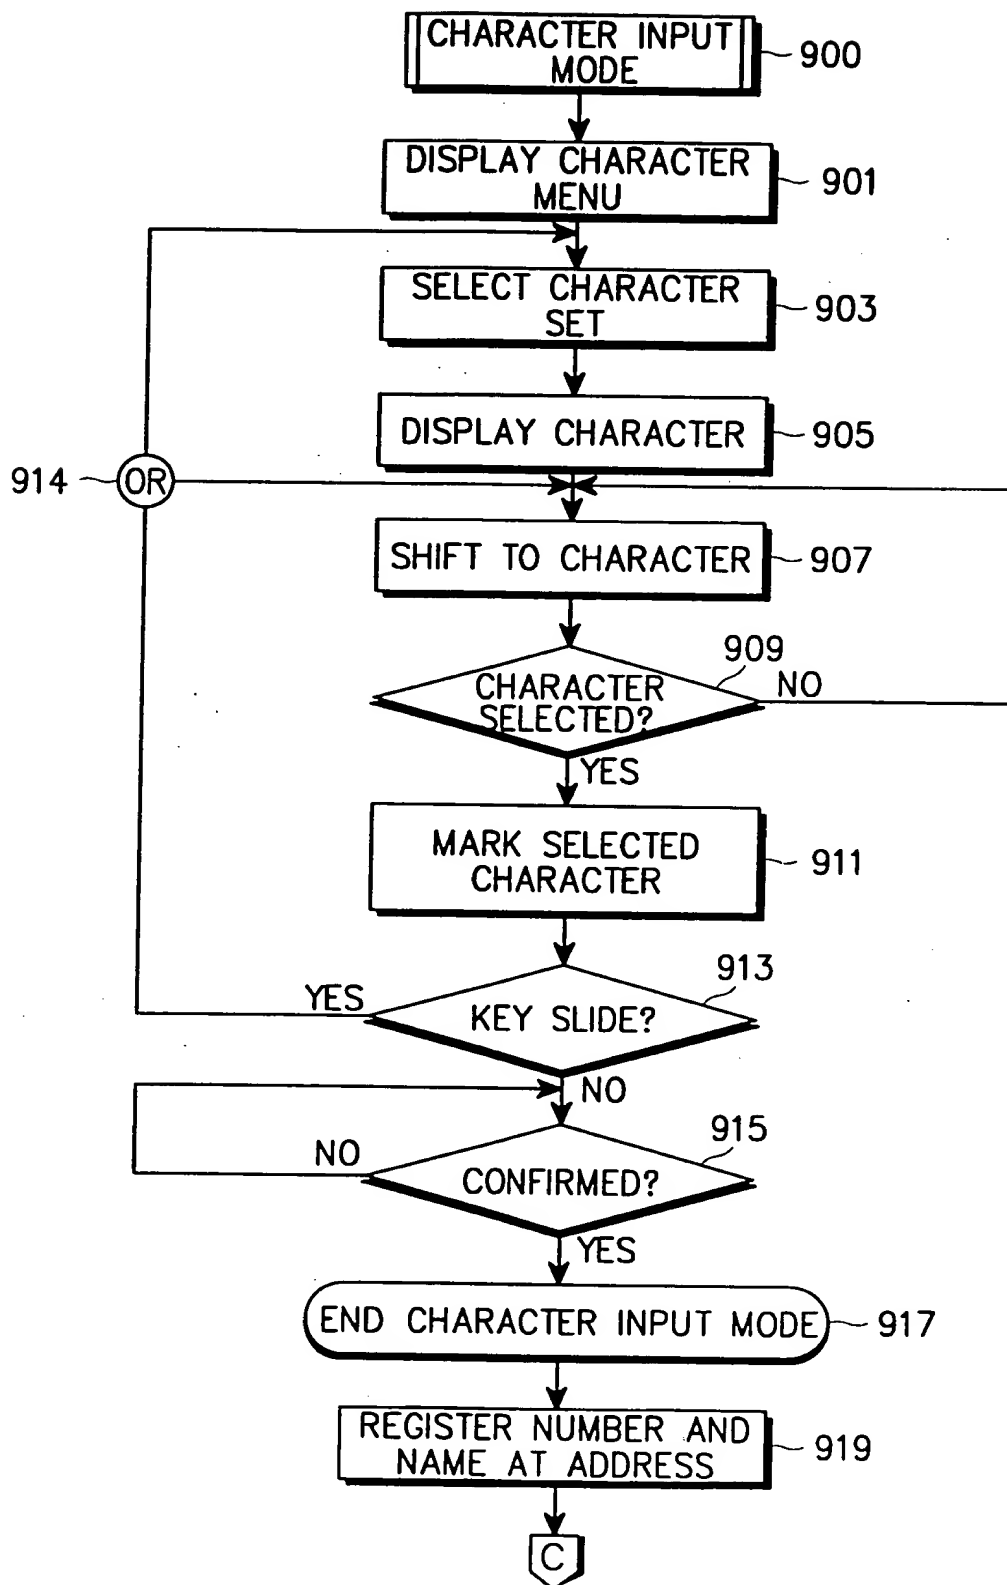 CHARACTER INPUT
MODE
900
DISPLAY CHARACTER
MENU
901
SELECT CHARACTER
SET
903
DISPLAY CHARACTER
905
914
OR
SHIFT TO CHARACTER
907
909
CHARACTER
SELECTED?
NO
YES
MARK SELECTED
CHARACTER
911
913
YES
KEY SLIDE?
NO
915
NO
CONFIRMED?
YES
END CHARACTER INPUT MODE
917
REGISTER NUMBER AND
NAME AT ADDRESS
919
C